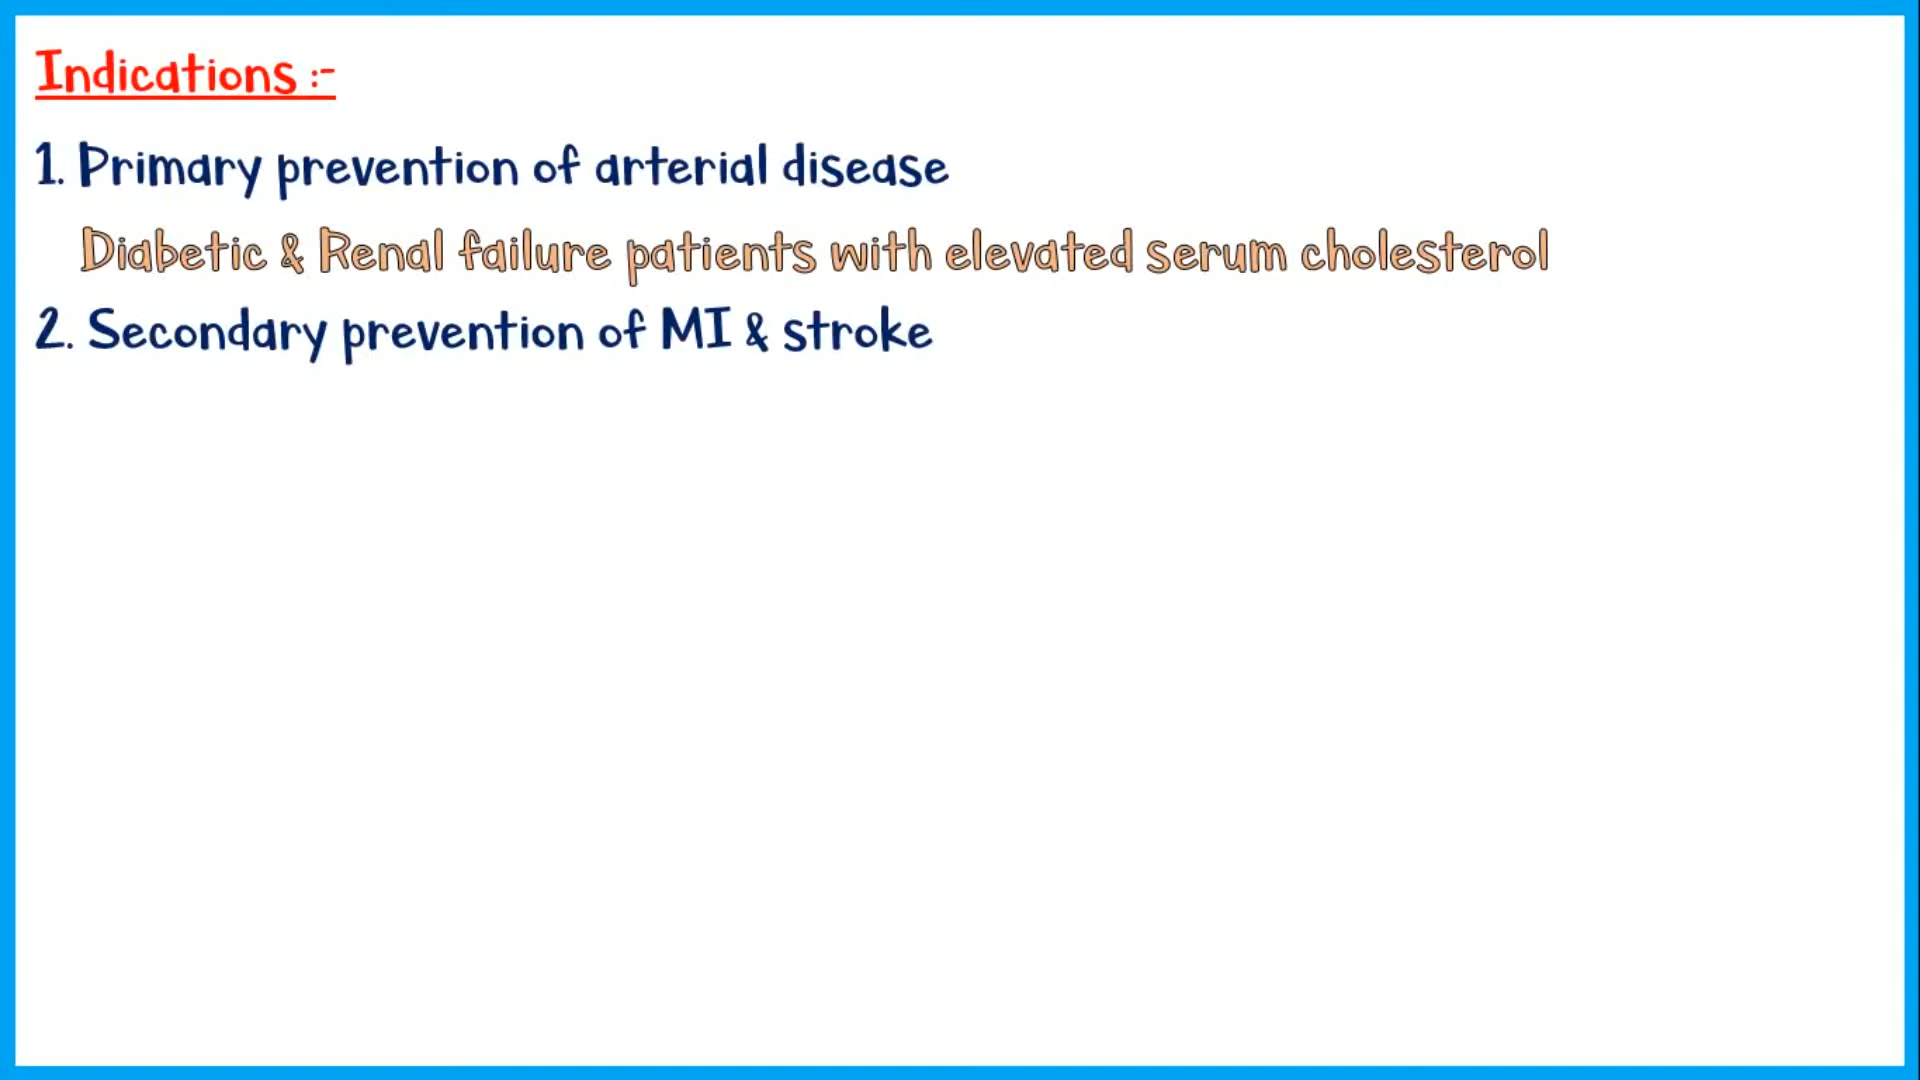 Indications :-
1. Primary prevention of arterial disease
Diabetic & Renal failure patients with elevated serum cholesterol
2. Secondary prevention of MI & stroke